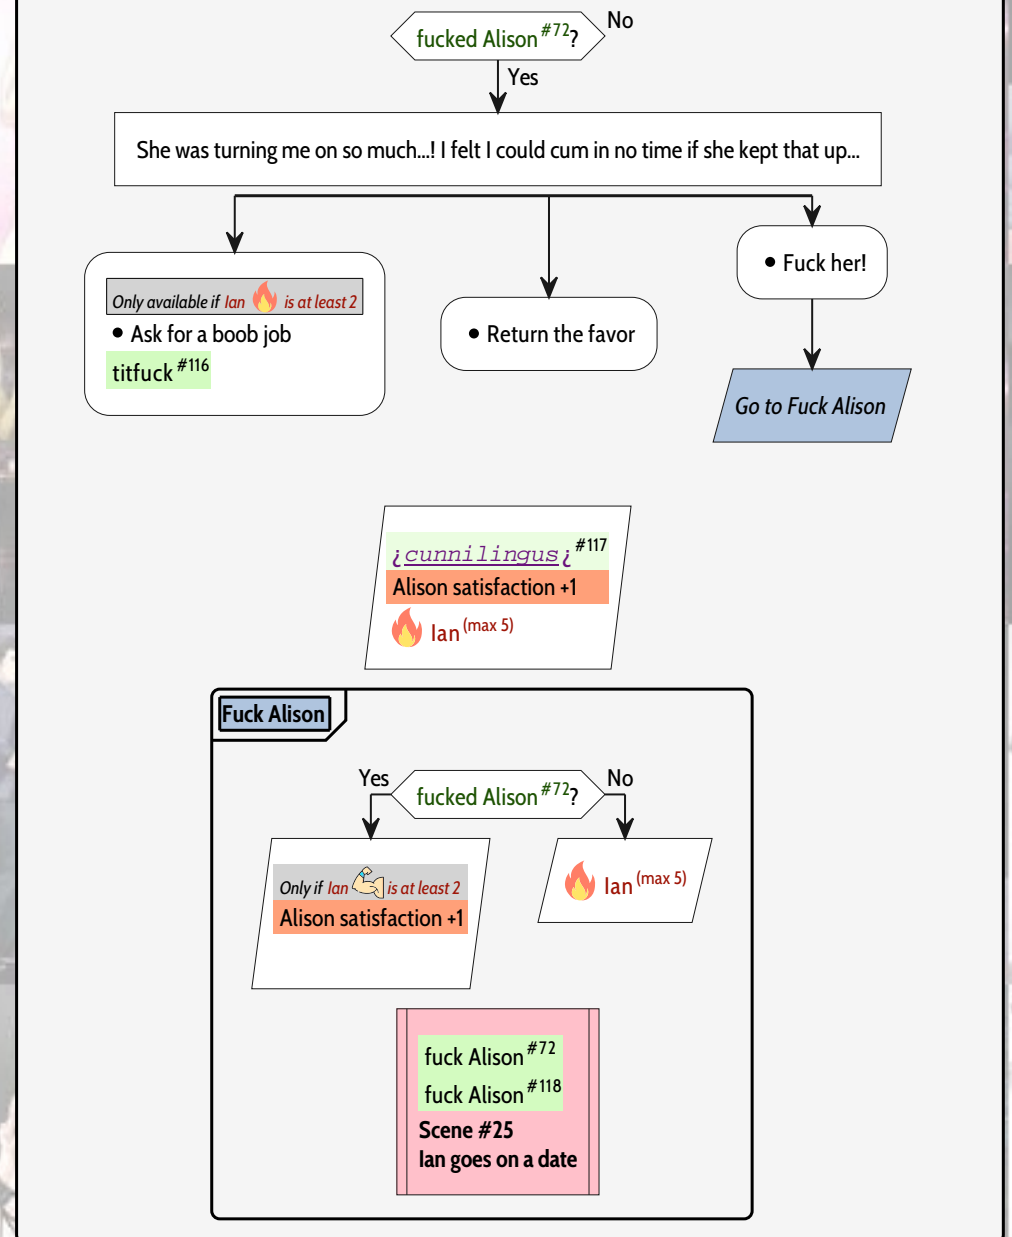 fucked Alison #72?
No
Yes
She was turning me on so much...! I felt I could cum in no time if she kept that up...
Only available if Ian 🔥 is at least 2
• Ask for a boob job
titfuck #116
• Return the favor
• Fuck her!
Go to Fuck Alison
¿cunnilingus¿ #117
Alison satisfaction +1
🔥 Ian (max 5)
Fuck Alison
Yes
fucked Alison #72?
No
Only if Ian 💪 is at least 2
Alison satisfaction +1
🔥 Ian (max 5)
fuck Alison #72
fuck Alison #118
Scene #25
Ian goes on a date